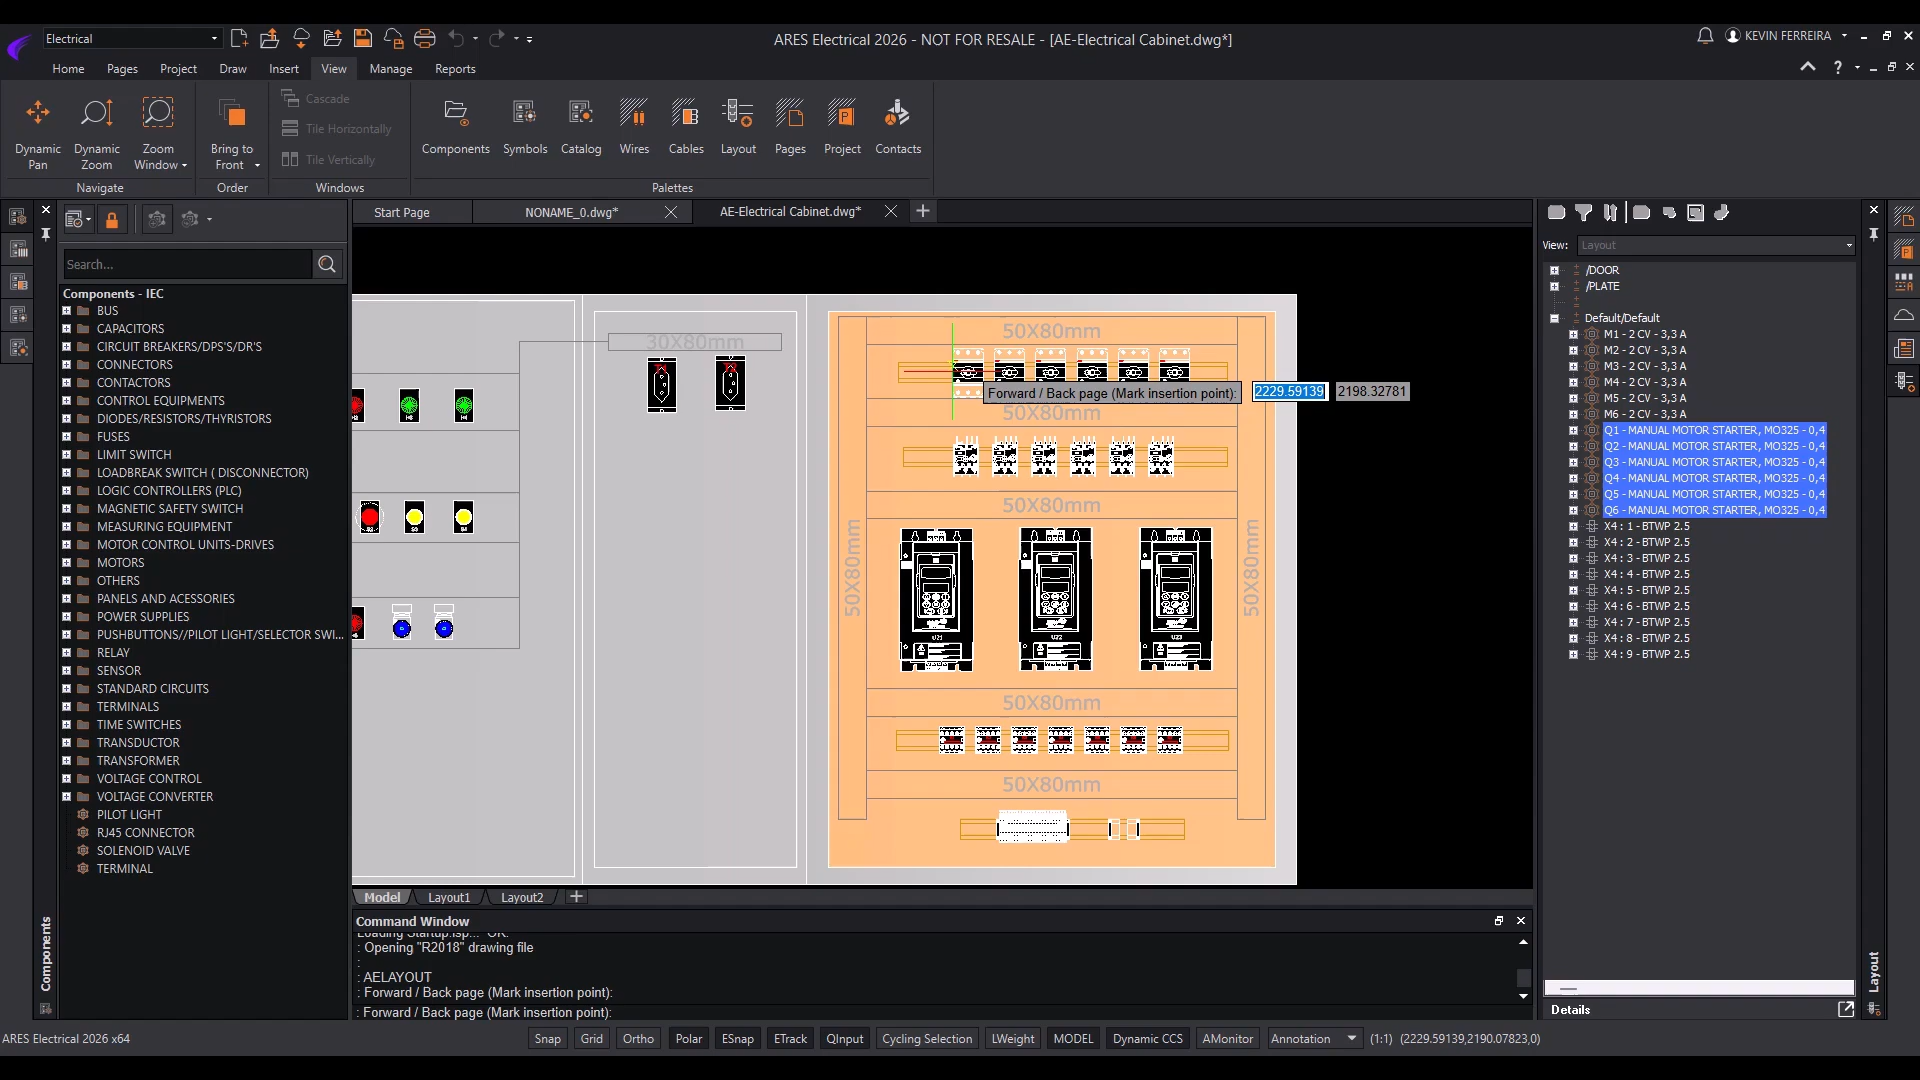 Electrical
ARES Electrical 2026 - NOT FOR RESALE - [AE-Electrical Cabinet.dwg*]
KEVIN FERREIRA
Home
Pages
Project
Draw
Insert
View
Manage
Reports
?
Dynamic Pan
Dynamic Zoom
Zoom Window
Bring to Front
Cascade
Tile Horizontally
Tile Vertically
Components
Symbols
Catalog
Wires
Cables
Layout
Pages
Project
Contacts
Navigate
Order
Windows
Palettes
Start Page
NONAME_0.dwg*
AE-Electrical Cabinet.dwg*
Search...
Components - IEC
BUS
CAPACITORS
CIRCUIT BREAKERS/DPS'S/DR'S
CONNECTORS
CONTACTORS
CONTROL EQUIPMENTS
DIODES/RESISTORS/THYRISTORS
FUSES
LIMIT SWITCH
LOADBREAK SWITCH ( DISCONNECTOR)
LOGIC CONTROLLERS (PLC)
MAGNETIC SAFETY SWITCH
MEASURING EQUIPMENT
MOTOR CONTROL UNITS-DRIVES
MOTORS
OTHERS
PANELS AND ACESSORIES
POWER SUPPLIES
PUSHBUTTONS//PILOT LIGHT/SELECTOR SWI...
RELAY
SENSOR
STANDARD CIRCUITS
TERMINALS
TIME SWITCHES
TRANSDUCTOR
TRANSFORMER
VOLTAGE CONTROL
VOLTAGE CONVERTER
PILOT LIGHT
RJ45 CONNECTOR
SOLENOID VALVE
TERMINAL
Components
30X80mm
50X80mm
Forward / Back page (Mark insertion point):
2229.59139
2198.32781
50X80mm
50X80mm
50X80mm
50X80mm
U21
U22
U23
50X80mm
50X80mm
Model
Layout1
Layout2
Command Window
Loading Startup.lsp... OK.
: Opening "R2018" drawing file
:
: AELAYOUT
: Forward / Back page (Mark insertion point):
: Forward / Back page (Mark insertion point):
View:
Layout
/DOOR
/PLATE
Default/Default
M1 - 2 CV - 3,3 A
M2 - 2 CV - 3,3 A
M3 - 2 CV - 3,3 A
M4 - 2 CV - 3,3 A
M5 - 2 CV - 3,3 A
M6 - 2 CV - 3,3 A
Q1 - MANUAL MOTOR STARTER, MO325 - 0,4
Q2 - MANUAL MOTOR STARTER, MO325 - 0,4
Q3 - MANUAL MOTOR STARTER, MO325 - 0,4
Q4 - MANUAL MOTOR STARTER, MO325 - 0,4
Q5 - MANUAL MOTOR STARTER, MO325 - 0,4
Q6 - MANUAL MOTOR STARTER, MO325 - 0,4
X4 : 1 - BTWP 2.5
X4 : 2 - BTWP 2.5
X4 : 3 - BTWP 2.5
X4 : 4 - BTWP 2.5
X4 : 5 - BTWP 2.5
X4 : 6 - BTWP 2.5
X4 : 7 - BTWP 2.5
X4 : 8 - BTWP 2.5
X4 : 9 - BTWP 2.5
Details
Layout
ARES Electrical 2026 x64
Snap
Grid
Ortho
Polar
ESnap
ETrack
QInput
Cycling Selection
LWeight
MODEL
Dynamic CCS
AMonitor
Annotation
(1:1)
(2229.59139,2190.07823,0)